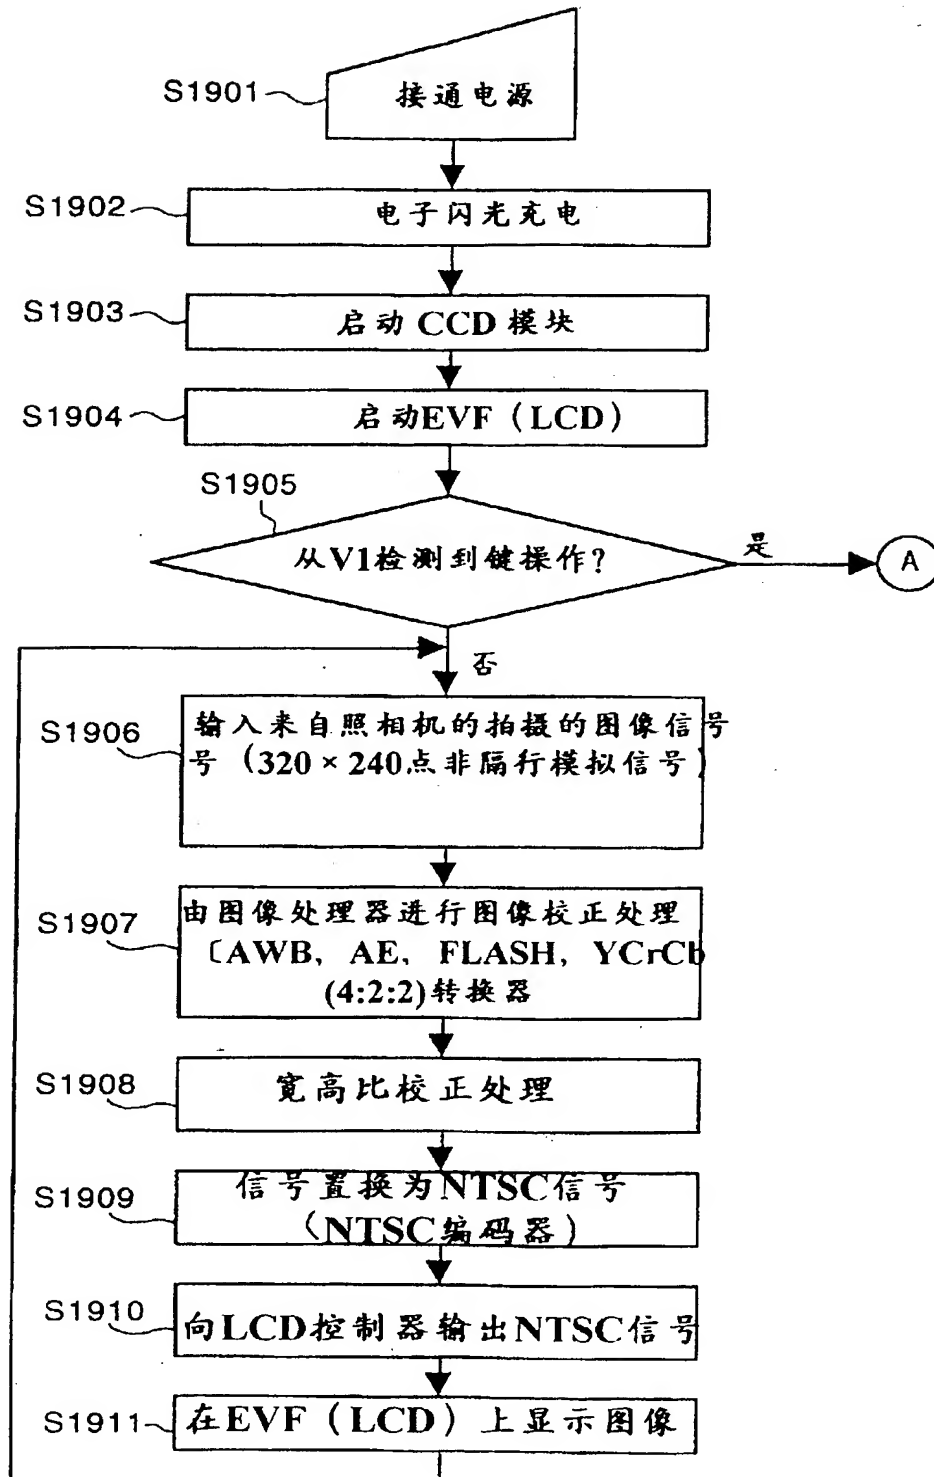 S1901
接通电源
S1902
电子闪光充电
S1903
启动 CCD 模块
S1904
启动EVF（LCD）
S1905
从V1检测到键操作?
是
A
否
S1906
输入来自照相机的拍摄的图像信号
号（320×240点非隔行模拟信号）
S1907
由图像处理器进行图像校正处理
〔AWB, AE, FLASH, YCrCb
(4:2:2)转换器
S1908
宽高比校正处理
S1909
信号置换为NTSC信号
（NTSC编码器）
S1910
向LCD控制器输出NTSC信号
S1911
在EVF（LCD）上显示图像